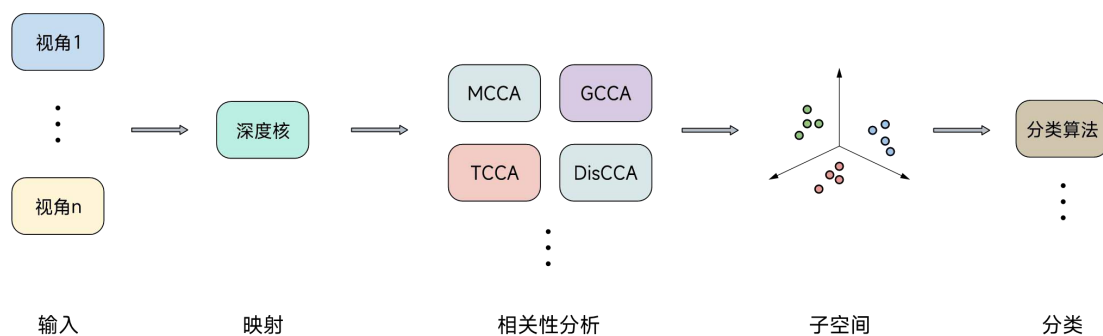 视角1
视角n
深度核
MCCA
GCCA
TCCA
DisCCA
分类算法
输入
映射
相关性分析
子空间
分类